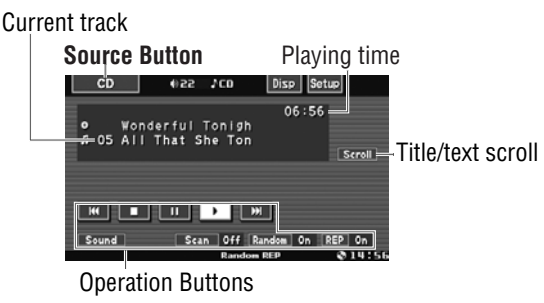 Current track
Source Button Playing time
CD 22 CD Disp Setup
06:56
Wonderful Tonigh
05 All That She Ton
Scroll Title/text scroll
Sound Scan Off Random On REP On
Random REP 14:56
Operation Buttons